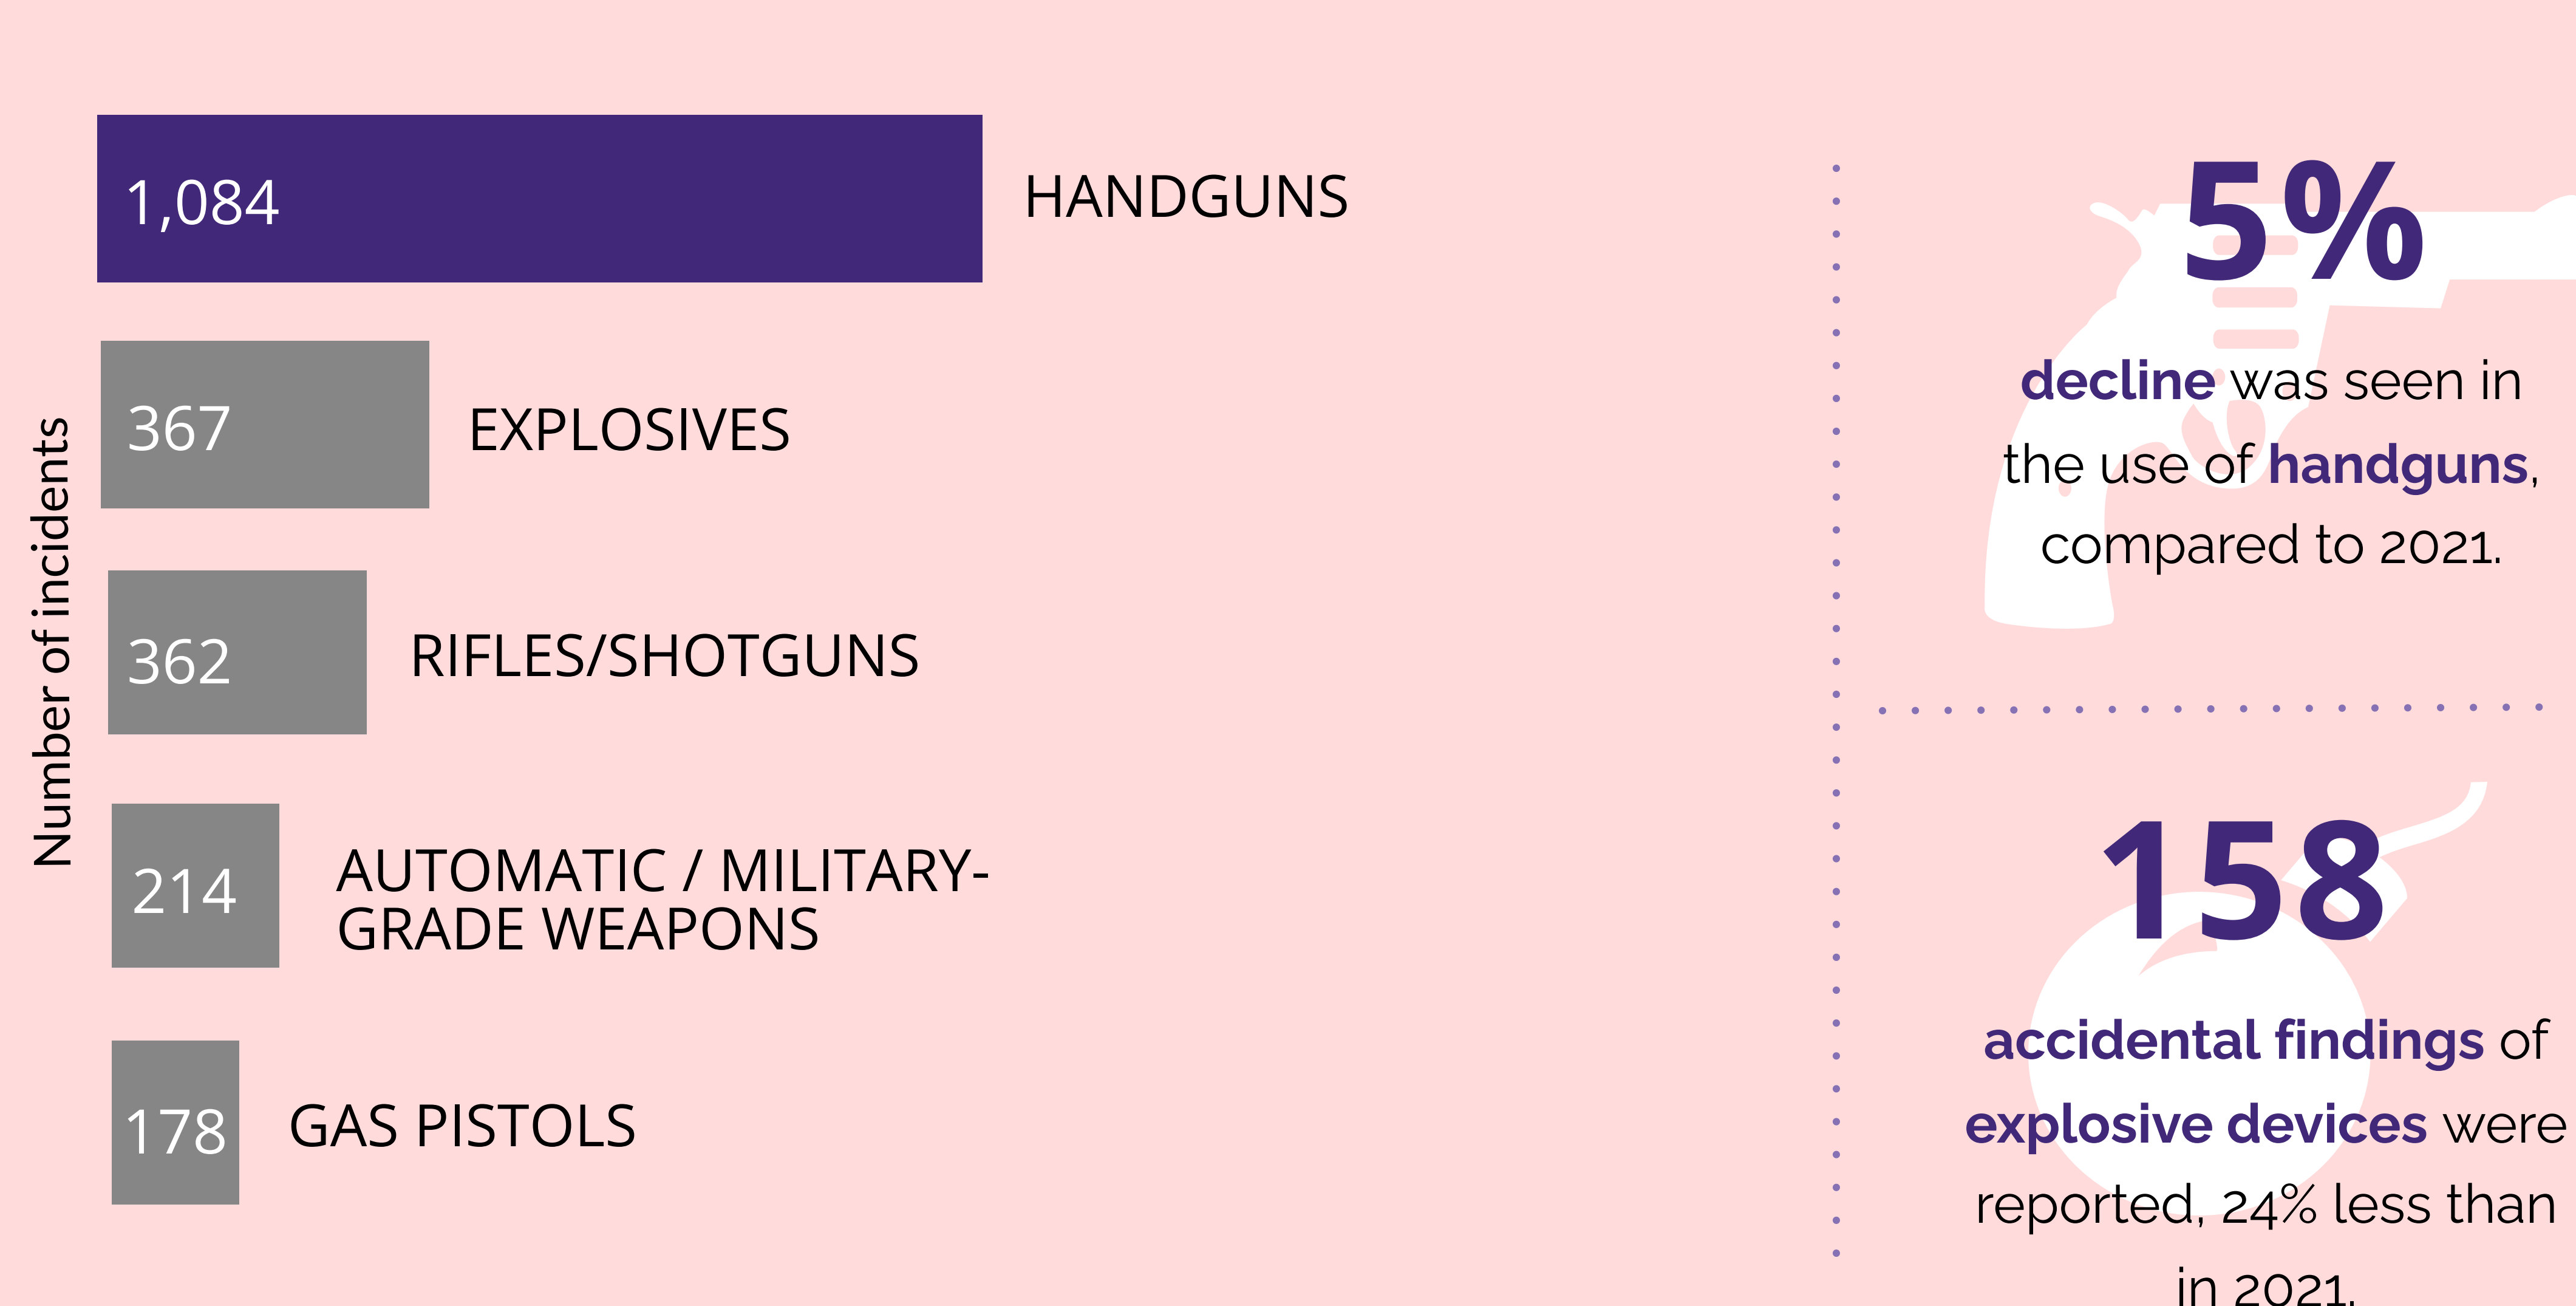 Number of incidents
1,084
HANDGUNS
367
EXPLOSIVES
362
RIFLES/SHOTGUNS
214
AUTOMATIC / MILITARY-
GRADE WEAPONS
178
GAS PISTOLS
5%
decline was seen in
the use of handguns,
compared to 2021.
158
accidental findings of
explosive devices were
reported, 24% less than
in 2021.